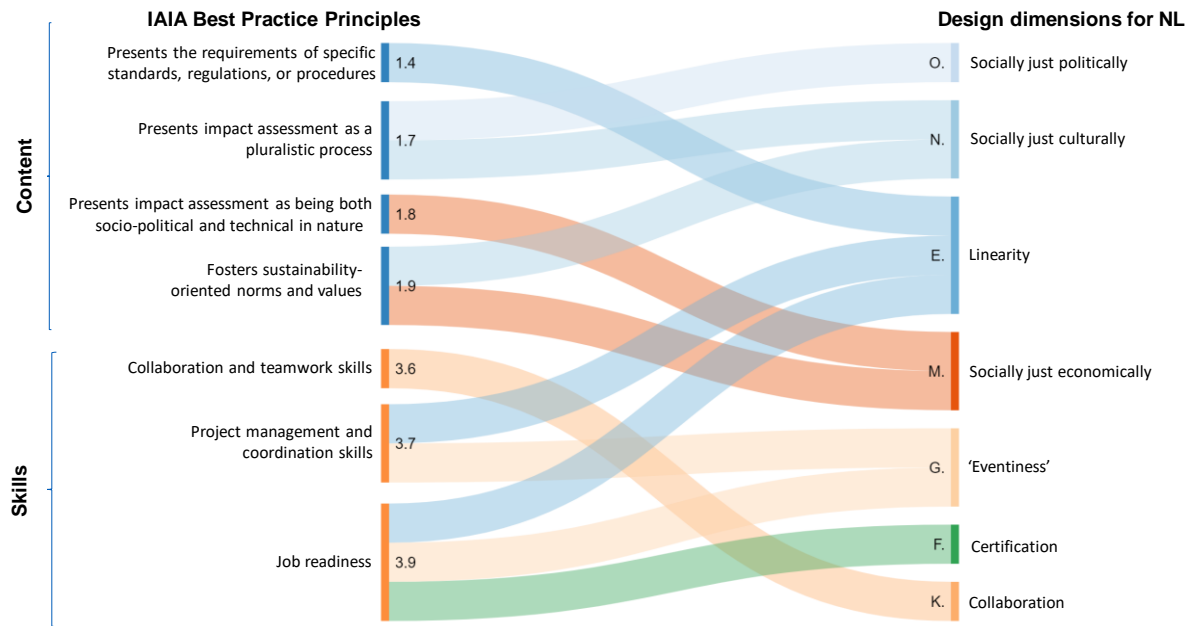 IAIA Best Practice Principles
Design dimensions for NL
Content
Presents the requirements of specific
standards, regulations, or procedures
1.4
Presents impact assessment as a
pluralistic process
1.7
Presents impact assessment as being both
socio-political and technical in nature
1.8
Fosters sustainability-
oriented norms and values
1.9
Skills
Collaboration and teamwork skills
3.6
Project management and
coordination skills
3.7
Job readiness
3.9
O. Socially just politically
N. Socially just culturally
E. Linearity
M. Socially just economically
G. ‘Eventiness’
F. Certification
K. Collaboration